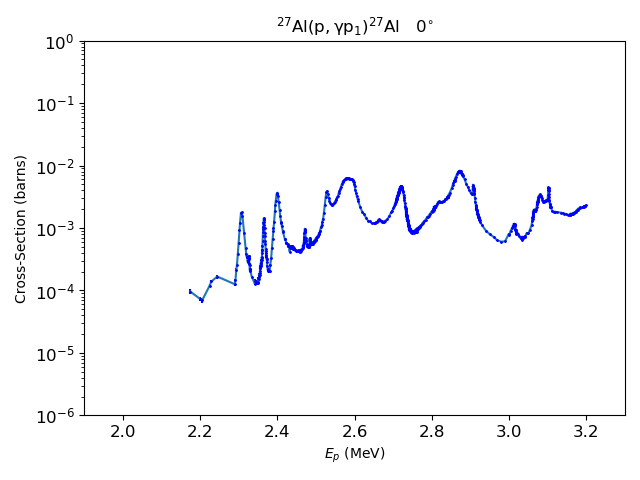 ²⁷Al(p, γp₁)²⁷Al 0°
Cross-Section (barns)
10⁰
10⁻¹
10⁻²
10⁻³
10⁻⁴
10⁻⁵
10⁻⁶
2.0 2.2 2.4 2.6 2.8 3.0 3.2
Eₚ (MeV)